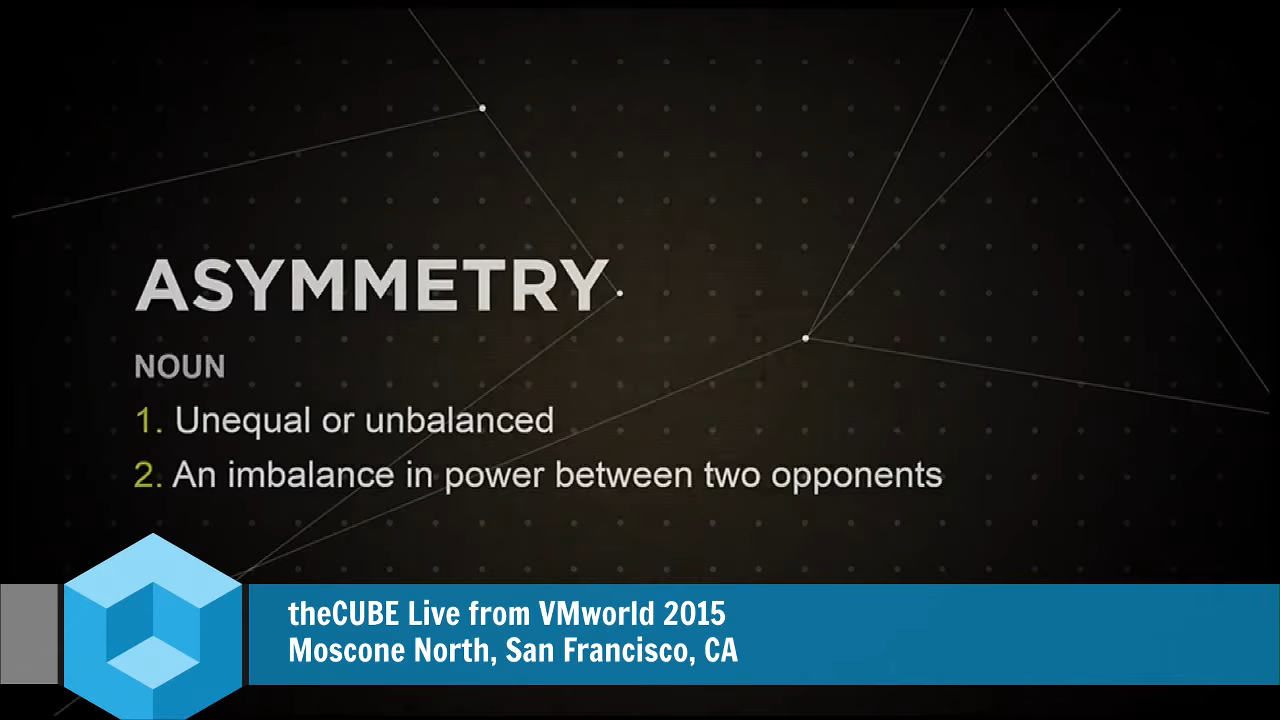 ASYMMETRY
NOUN
1. Unequal or unbalanced
2. An imbalance in power between two opponents
theCUBE Live from VMworld 2015
Moscone North, San Francisco, CA